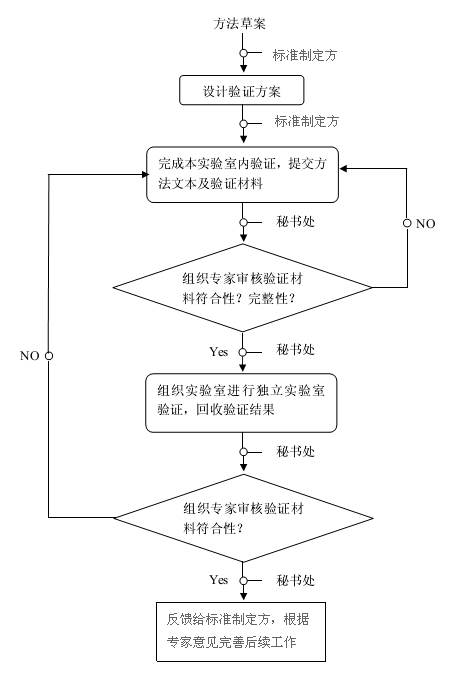 方法草案
标准制定方
设计验证方案
标准制定方
完成本实验室内验证，提交方
法文本及验证材料
秘书处
NO
组织专家审核验证材
料符合性？完整性？
Yes
秘书处
NO
组织实验室进行独立实验室
验证，回收验证结果
秘书处
组织专家审核验证材
料符合性？
Yes
秘书处
反馈给标准制定方，根据
专家意见完善后续工作